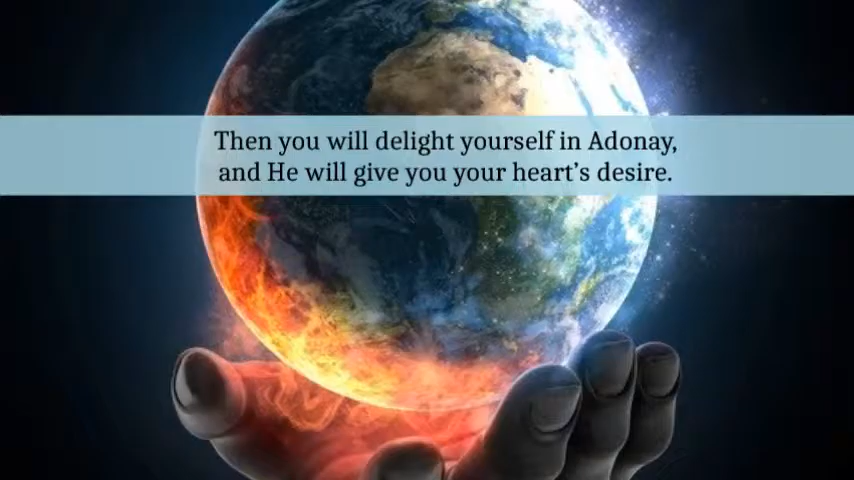 Then you will delight yourself in Adonay,
and He will give you your heart’s desire.